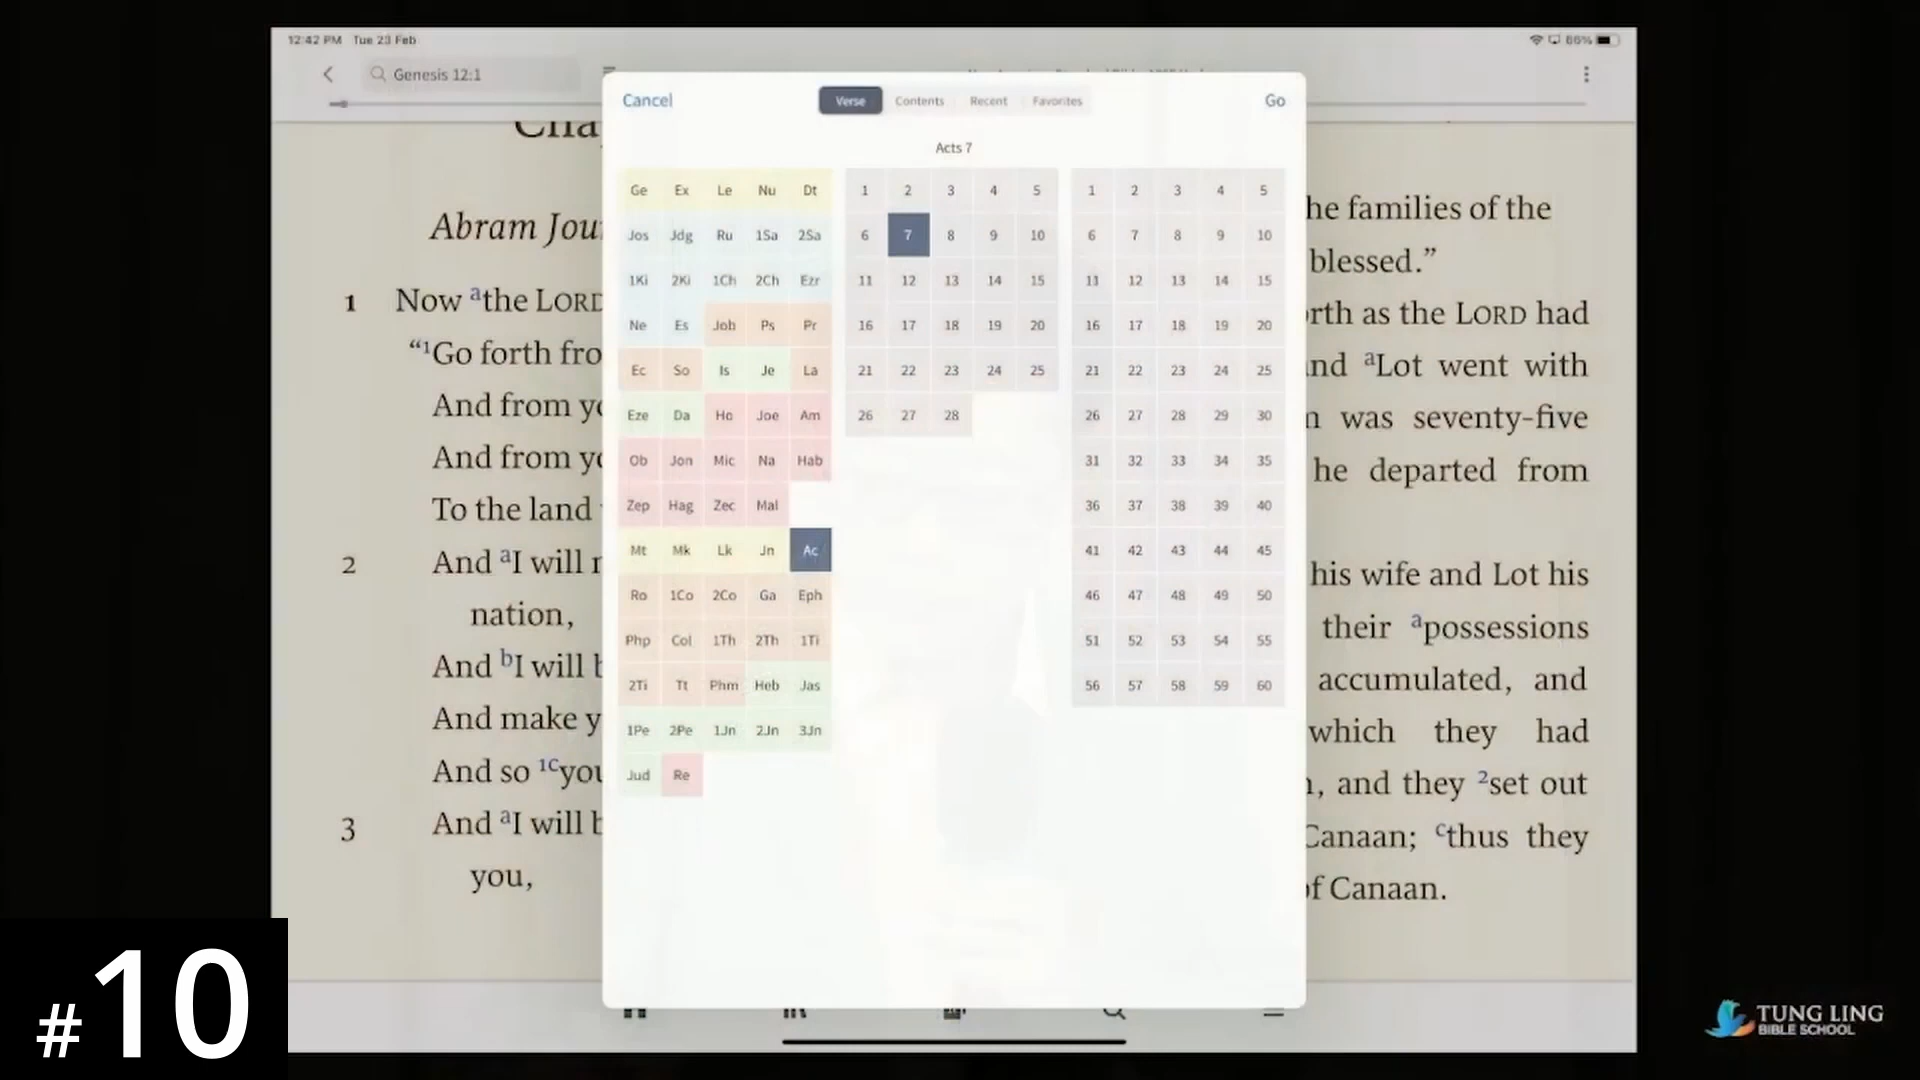 12:42 PM Tue 23 Feb
86%
Genesis 12:1
Cancel
Verse Contents Recent Favorites
Go
Acts 7
Ge Ex Le Nu Dt
Jos Jdg Ru 1Sa 2Sa
1Ki 2Ki 1Ch 2Ch Ezr
Ne Es Job Ps Pr
Ec So Is Je La
Eze Da Ho Joe Am
Ob Jon Mic Na Hab
Zep Hag Zec Mal
Mt Mk Lk Jn Ac
Ro 1Co 2Co Ga Eph
Php Col 1Th 2Th 1Ti
2Ti Tt Phm Heb Jas
1Pe 2Pe 1Jn 2Jn 3Jn
Jud Re
1 2 3 4 5
6 7 8 9 10
11 12 13 14 15
16 17 18 19 20
21 22 23 24 25
26 27 28
1 2 3 4 5
6 7 8 9 10
11 12 13 14 15
16 17 18 19 20
21 22 23 24 25
26 27 28 29 30
31 32 33 34 35
36 37 38 39 40
41 42 43 44 45
46 47 48 49 50
51 52 53 54 55
56 57 58 59 60
Abram
1 Now a the LORD
“1Go forth
And from
And from
To the land
2 And aI will
nation,
And bI will
And make
And so 1c
3 And aI will
you,
families of the
blessed.”
as the LORD had
aLot went with
was seventy-five
he departed from
his wife and Lot his
their apossessions
accumulated, and
which they had
and they 2set out
Canaan; cthus they
Canaan.
#10
TUNG LING
BIBLE SCHOOL